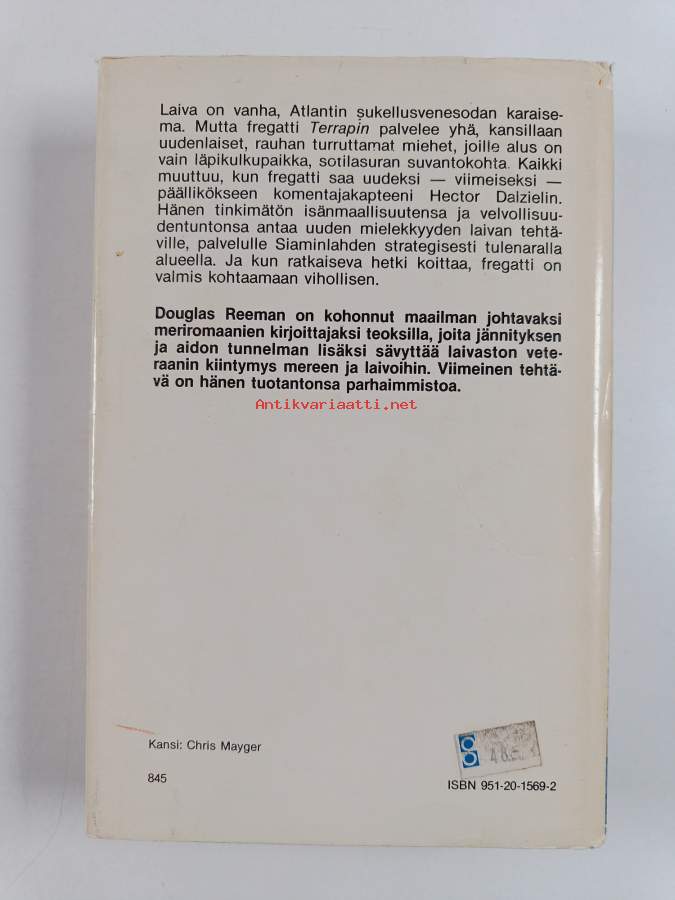 Laiva on vanha, Atlantin sukellusvenesodan karaise-
ma. Mutta fregatti Terrapin palvelee yhä, kansillaan
uudenlaiset, rauhan turruttamat miehet, joille alus on
vain läpikulkupaikka, sotilasuran suvantokohta. Kaikki
muuttuu, kun fregatti saa uudeksi — viimeiseksi —
päällikökseen komentajakapteeni Hector Dalzielin.
Hänen tinkimätön isänmaallisuutensa ja velvollisuu-
dentuntonsa antaa uuden mielekkyyden laivan tehtä-
ville, palvelulle Siaminlahden strategisesti tulenaralla
alueella. Ja kun ratkaiseva hetki koittaa, fregatti on
valmis kohtaamaan vihollisen.
Douglas Reeman on kohonnut maailman johtavaksi
meriromaanien kirjoittajaksi teoksilla, joita jännityksen
ja aidon tunnelman lisäksi sävyttää laivaston vete-
raanin kiintymys mereen ja laivoihin. Viimeinen tehtä-
vä on hänen tuotantonsa parhaimmistoa.
Antikvariaatti.net
Kansi: Chris Mayger
845
ISBN 951-20-1569-2